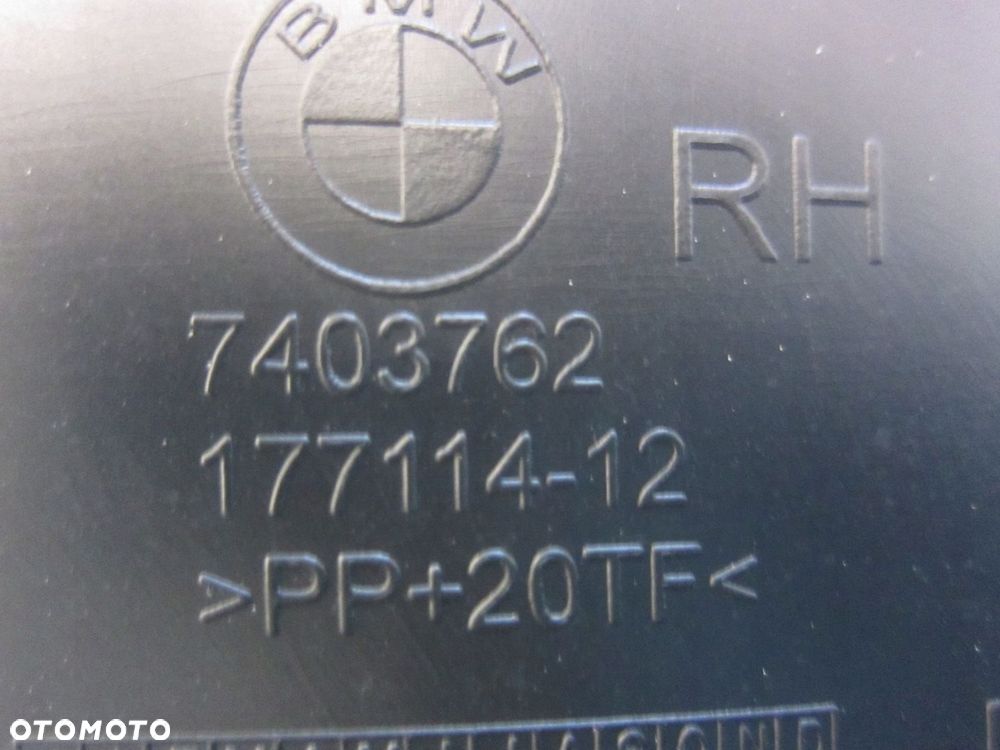 BMW
RH
7403762
177114-12
>PP+20TF<
OTOMOTO